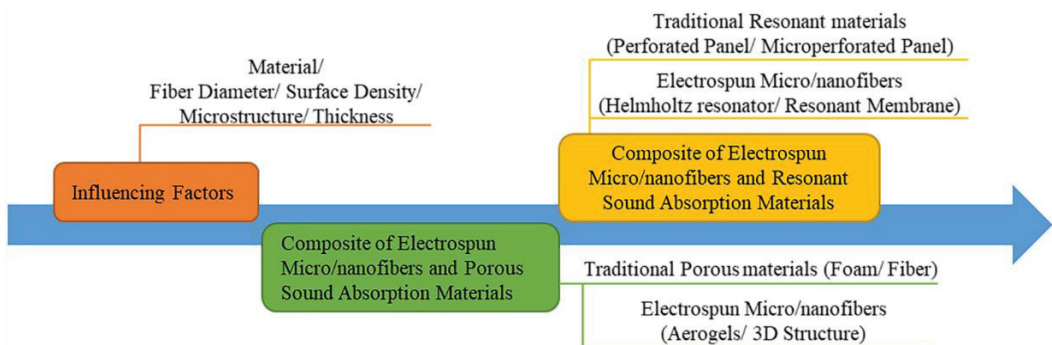 Material/
Fiber Diameter/ Surface Density/
Microstructure/ Thickness
Influencing Factors
Composite of Electrospun
Micro/nanofibers and Porous
Sound Absorption Materials
Traditional Porous materials (Foam/ Fiber)
Electrospun Micro/nanofibers
(Aerogels/ 3D Structure)
Traditional Resonant materials
(Perforated Panel/ Microperforated Panel)
Electrospun Micro/nanofibers
(Helmholtz resonator/ Resonant Membrane)
Composite of Electrospun
Micro/nanofibers and Resonant
Sound Absorption Materials